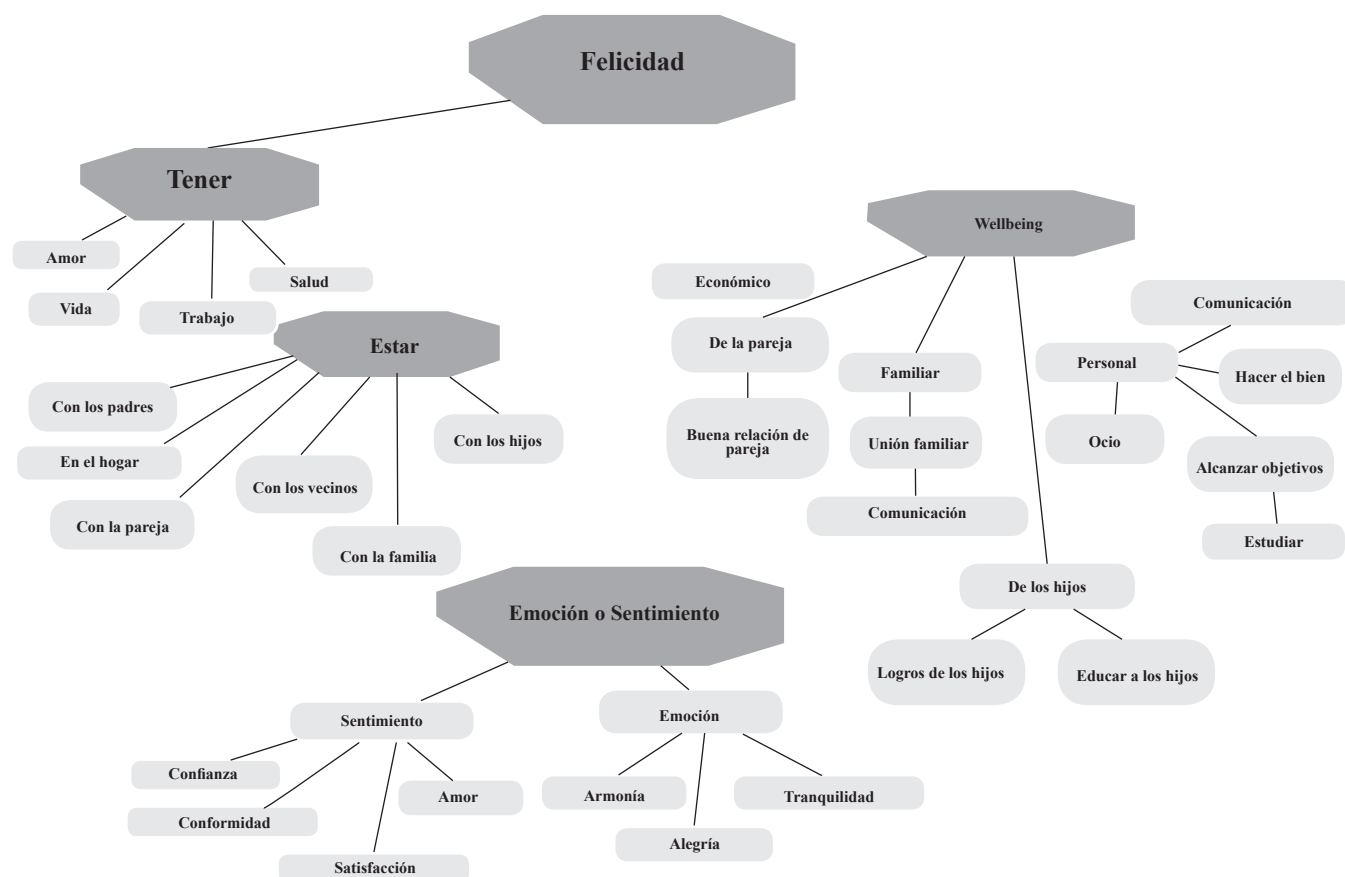 Felicidad
Tener
Amor
Vida
Trabajo
Salud
Estar
Con los padres
En el hogar
Con la pareja
Con los vecinos
Con la familia
Con los hijos
Wellbeing
Económico
De la pareja
Buena relación de
pareja
Familiar
Unión familiar
Comunicación
Personal
Comunicación
Hacer el bien
Ocio
Alcanzar objetivos
Estudiar
De los hijos
Logros de los hijos
Educar a los hijos
Emoción o Sentimiento
Sentimiento
Confianza
Conformidad
Satisfacción
Amor
Emoción
Armonía
Alegría
Tranquilidad